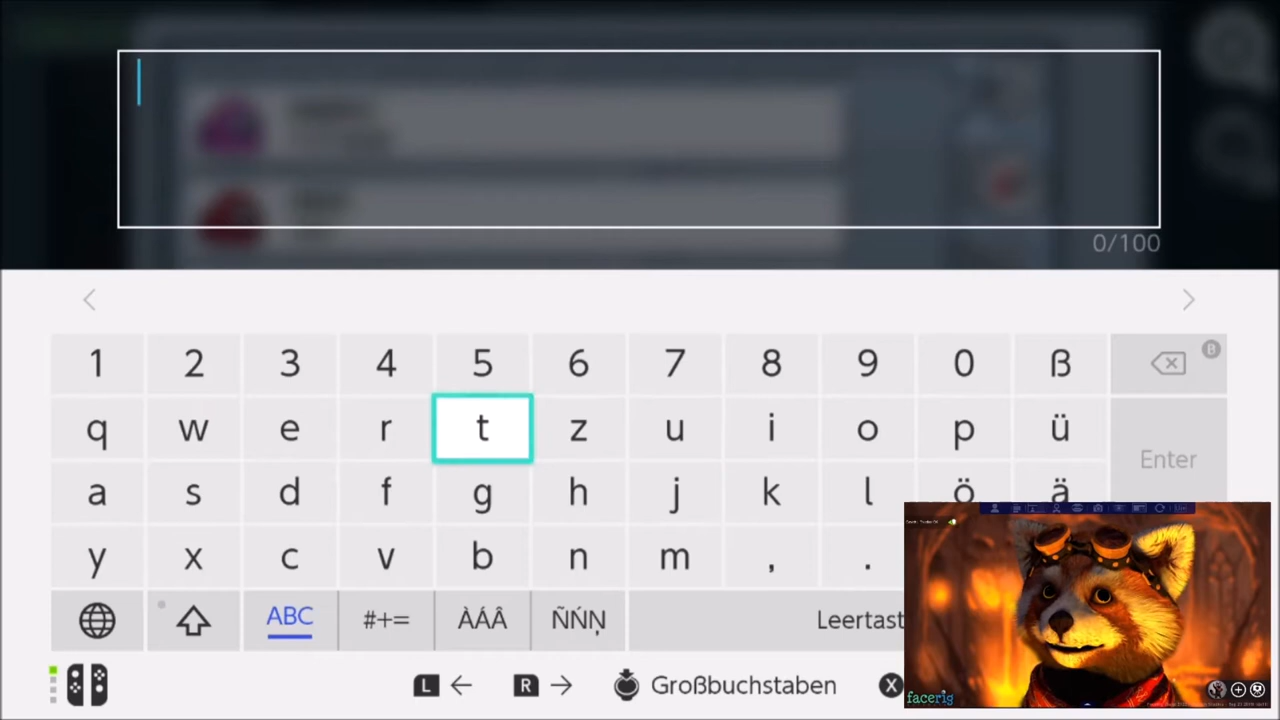 0/100
1 2 3 4 5 6 7 8 9 0 ß B
q w e r t z u i o p ü Enter
a s d f g h j k l ö ä
y x c v b n m , .
ABC #+= ÀÁÂ ÑŃŅ Leertast
L ← R → Großbuchstaben X
facerig